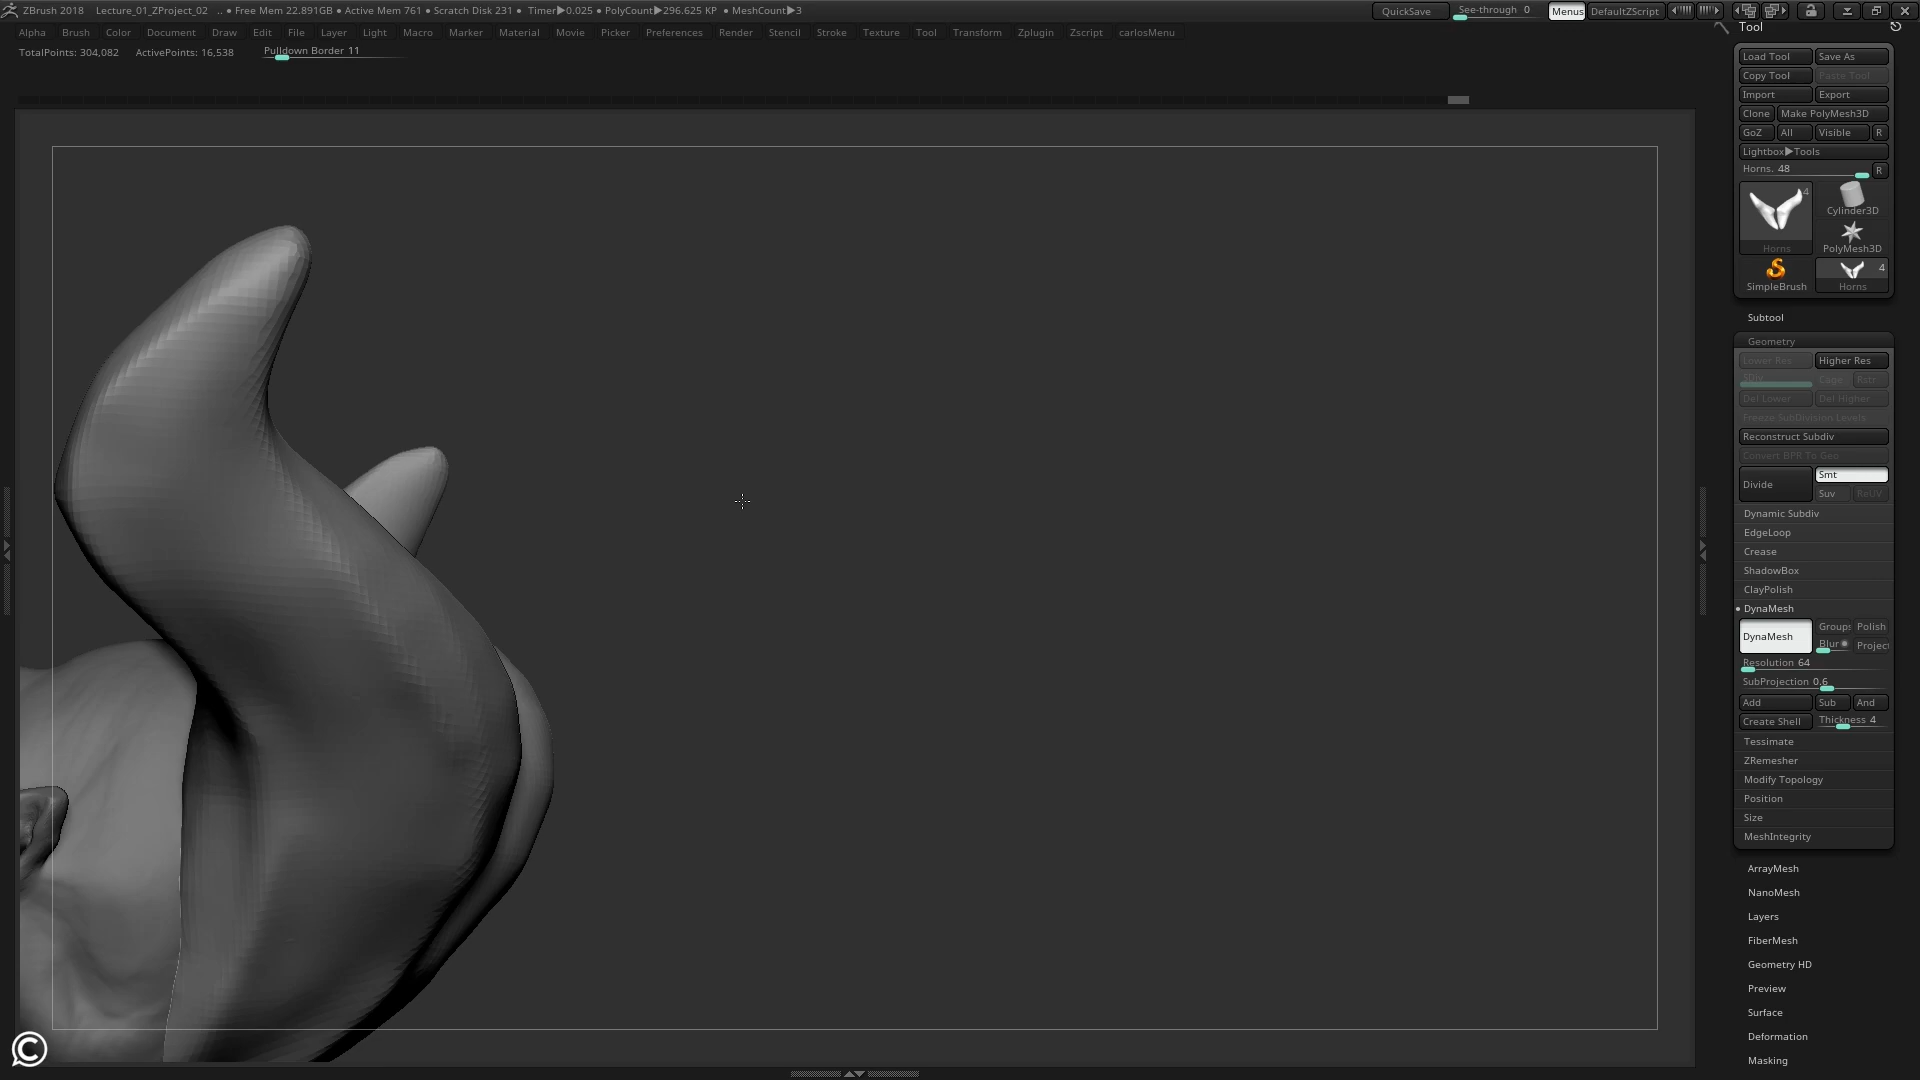 ZBrush 2018 Lecture_01_ZProject_02 .. • Free Mem 22.891GB • Active Mem 761 • Scratch Disk 231 • Timer▶0.025 • PolyCount▶296.625 KP • MeshCount▶3 QuickSave See-through 0 Menus DefaultZScript
Alpha Brush Color Document Draw Edit File Layer Light Macro Marker Material Movie Picker Preferences Render Stencil Stroke Texture Tool Transform Zplugin Zscript carlosMenu
TotalPoints: 304,082 ActivePoints: 16,538 Pulldown Border 11
Tool
Load Tool Save As
Copy Tool Paste Tool
Import Export
Clone Make PolyMesh3D
GoZ All Visible R
Lightbox▶Tools
Horns. 48 R
4
Cylinder3D
Horns PolyMesh3D
4
SimpleBrush Horns
Subtool
Geometry
Lower Res Higher Res
SDiv Cage Rstr
Del Lower Del Higher
Freeze SubDivision Levels
Reconstruct Subdiv
Convert BPR To Geo
Divide Smt
Suv ReUV
Dynamic Subdiv
EdgeLoop
Crease
ShadowBox
ClayPolish
DynaMesh
DynaMesh Groups Polish
Blur Project
Resolution 64
SubProjection 0.6
Add Sub And
Create Shell Thickness 4
Tessimate
ZRemesher
Modify Topology
Position
Size
MeshIntegrity
ArrayMesh
NanoMesh
Layers
FiberMesh
Geometry HD
Preview
Surface
Deformation
Masking